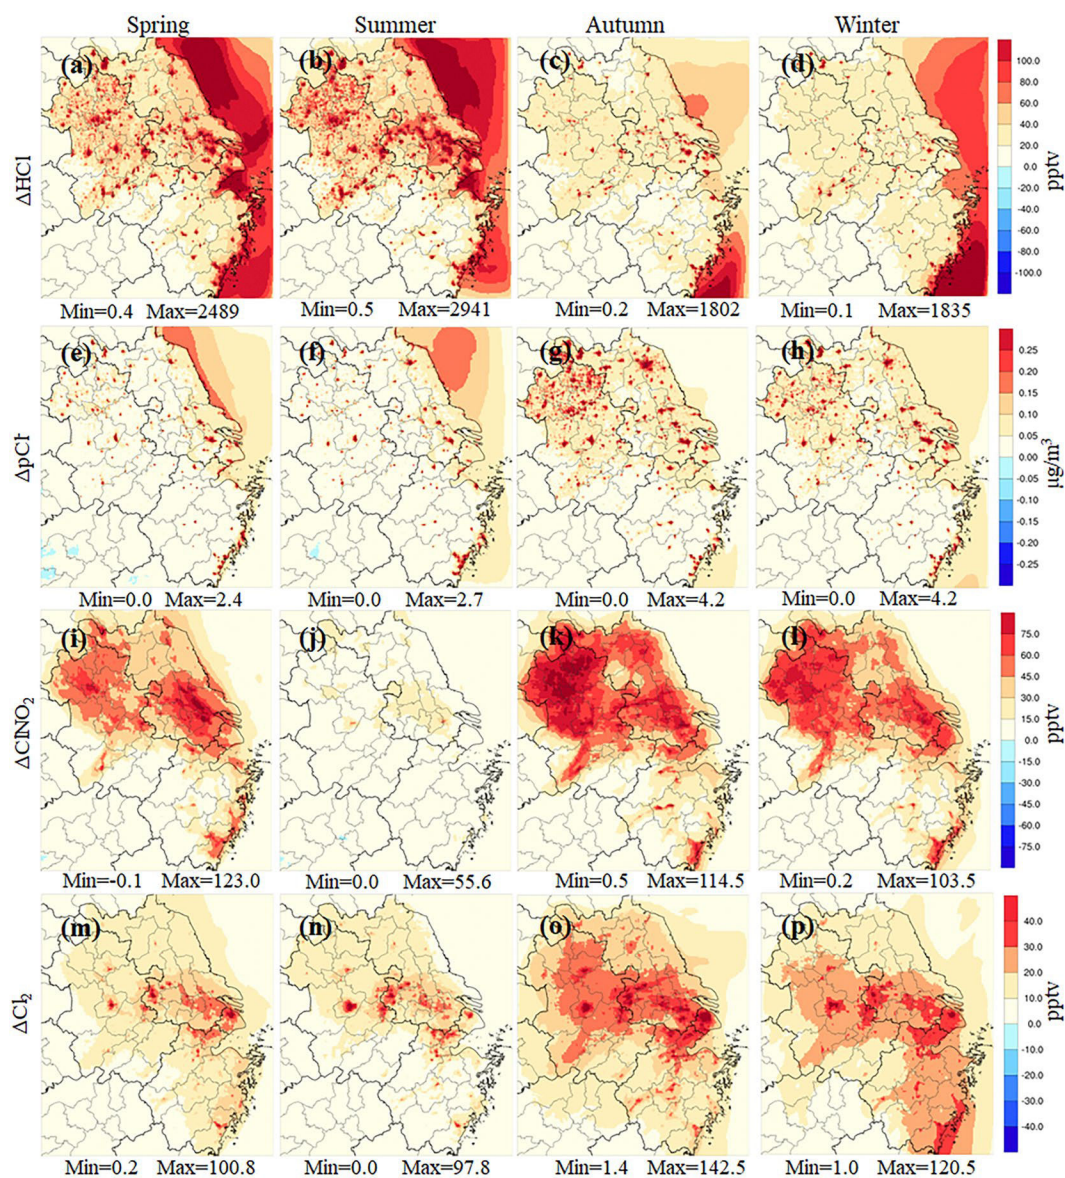 Spring Summer Autumn Winter
(a) (b) (c) (d)
ΔHCl
100.0
80.0
60.0
40.0
20.0
0.0
-20.0
-40.0
-60.0
-80.0
-100.0
pptv
Min=0.4 Max=2489 Min=0.5 Max=2941 Min=0.2 Max=1802 Min=0.1 Max=1835
(e) (f) (g) (h)
ΔpCl⁻
0.25
0.20
0.15
0.10
0.05
0.00
-0.05
-0.10
-0.15
-0.20
-0.25
μg/m³
Min=0.0 Max=2.4 Min=0.0 Max=2.7 Min=0.0 Max=4.2 Min=0.0 Max=4.2
(i) (j) (k) (l)
ΔClNO₂
75.0
60.0
45.0
30.0
15.0
0.0
-15.0
-30.0
-45.0
-60.0
-75.0
pptv
Min=-0.1 Max=123.0 Min=0.0 Max=55.6 Min=0.5 Max=114.5 Min=0.2 Max=103.5
(m) (n) (o) (p)
ΔCl₂
40.0
30.0
20.0
10.0
0.0
-10.0
-20.0
-30.0
-40.0
pptv
Min=0.2 Max=100.8 Min=0.0 Max=97.8 Min=1.4 Max=142.5 Min=1.0 Max=120.5